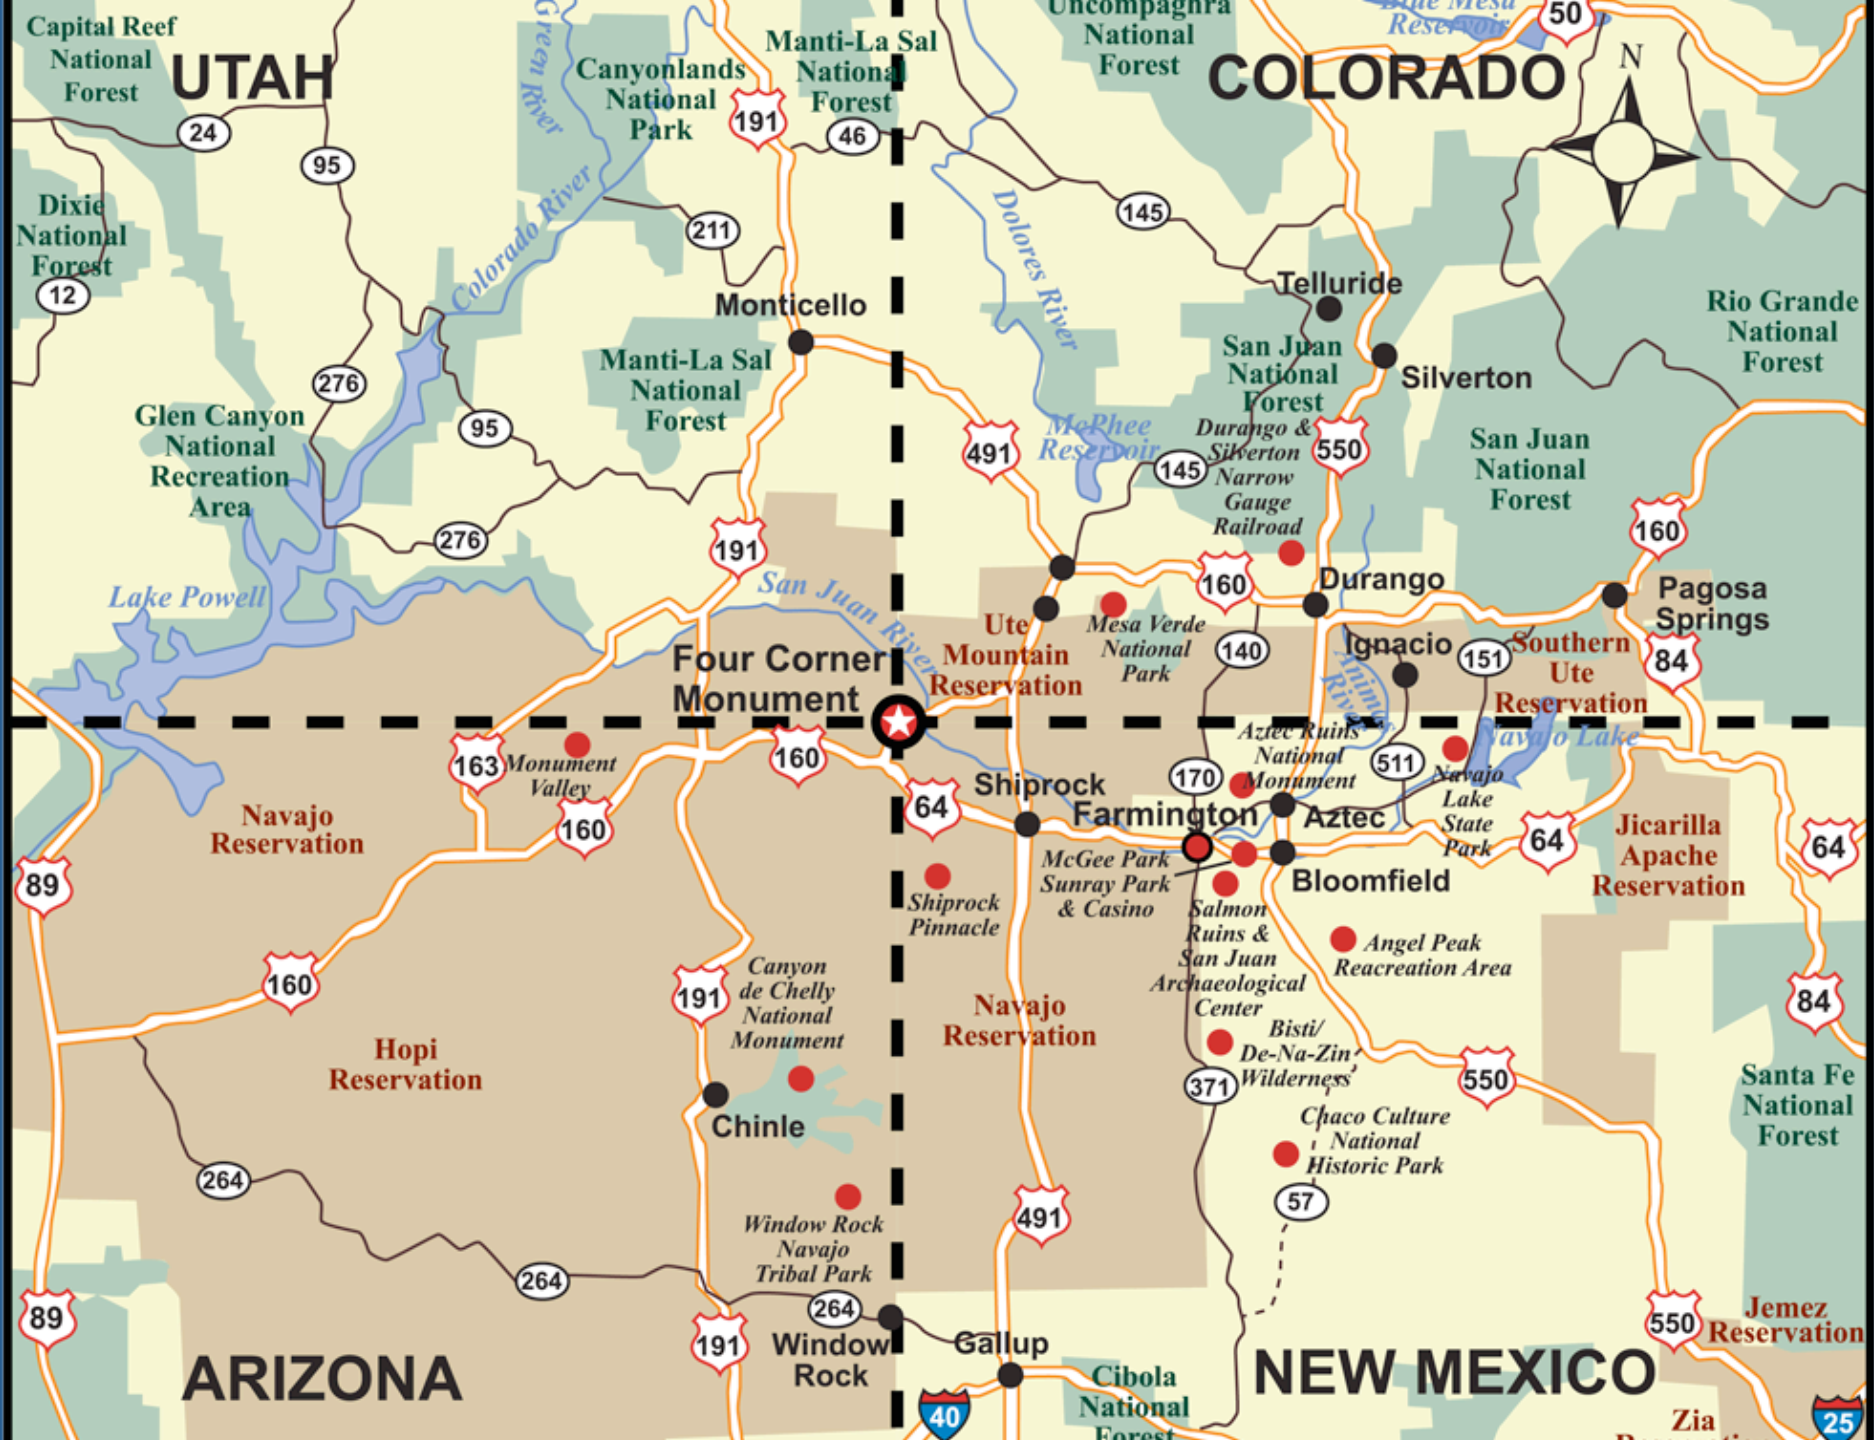 Capital Reef
National
Forest
UTAH
24
95
Green River
Canyonlands
National
Park
191
Manti-La Sal
National
Forest
46
Uncompahgra
National
Forest
Blue Mesa
Reservoir
50
COLORADO
N
Dixie
National
Forest
12
Colorado River
211
Dolores River
145
Telluride
Monticello
Manti-La Sal
National
Forest
San Juan
National
Forest
Silverton
Rio Grande
National
Forest
276
95
Glen Canyon
National
Recreation
Area
276
191
491
McPhee
Reservoir
145
Durango &
Silverton
Narrow
Gauge
Railroad
550
San Juan
National
Forest
160
Lake Powell
San Juan River
160
Durango
Pagosa
Springs
Ute
Mountain
Reservation
Mesa Verde
National
Park
140
Ignacio
151
Southern
Ute
Reservation
84
Animas
River
Four Corner
Monument
163
Monument
Valley
160
160
64
Shiprock
Farmington
170
Aztec Ruins
National
Monument
511
Navajo Lake
Navajo
Lake
State
Park
Aztec
64
64
Jicarilla
Apache
Reservation
Navajo
Reservation
89
McGee Park
Sunray Park
& Casino
Bloomfield
Shiprock
Pinnacle
Salmon
Ruins &
San Juan
Archaeological
Center
Angel Peak
Reacreation Area
160
191
Canyon
de Chelly
National
Monument
Navajo
Reservation
84
Hopi
Reservation
Bisti/
De-Na-Zin
Wilderness
371
550
Santa Fe
National
Forest
Chinle
Chaco Culture
National
Historic Park
57
264
Window Rock
Navajo
Tribal Park
491
264
264
89
191
Window
Rock
Gallup
550
Jemez
Reservation
ARIZONA
NEW MEXICO
40
Cibola
National
Forest
Zia
Reservation
25